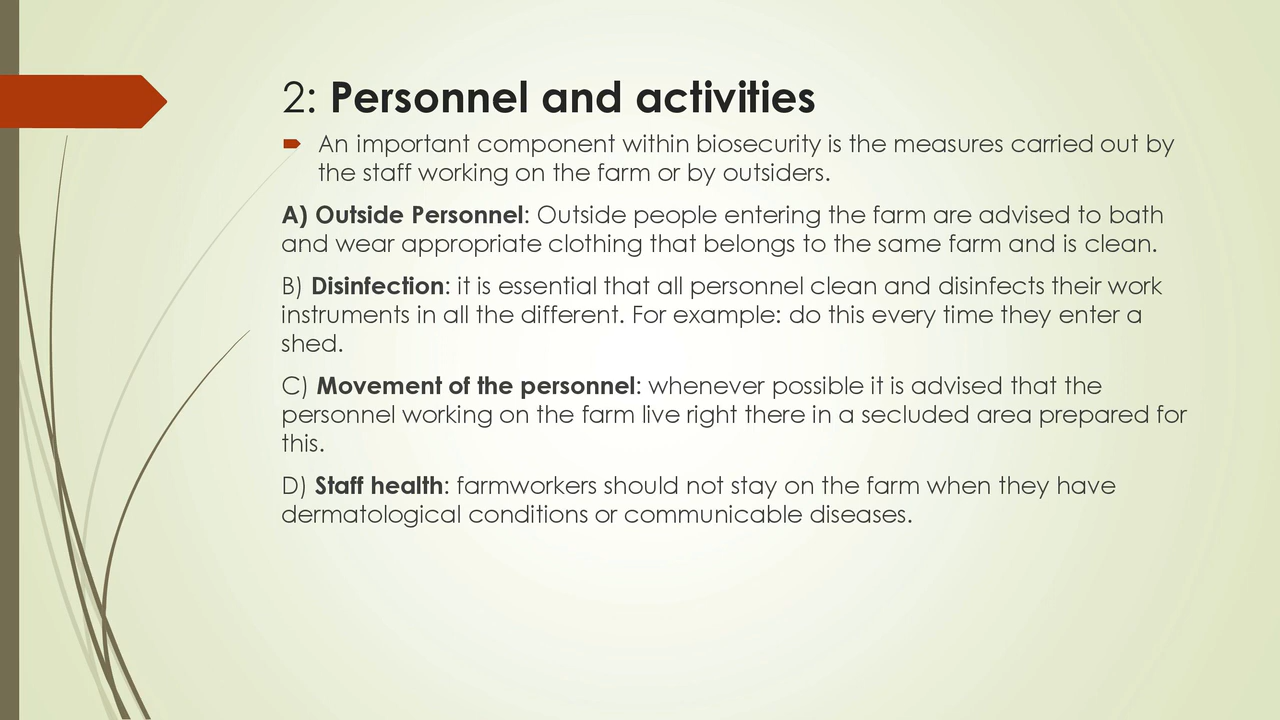 2: Personnel and activities
An important component within biosecurity is the measures carried out by
the staff working on the farm or by outsiders.
A) Outside Personnel: Outside people entering the farm are advised to bath
and wear appropriate clothing that belongs to the same farm and is clean.
B) Disinfection: it is essential that all personnel clean and disinfects their work
instruments in all the different. For example: do this every time they enter a
shed.
C) Movement of the personnel: whenever possible it is advised that the
personnel working on the farm live right there in a secluded area prepared for
this.
D) Staff health: farmworkers should not stay on the farm when they have
dermatological conditions or communicable diseases.